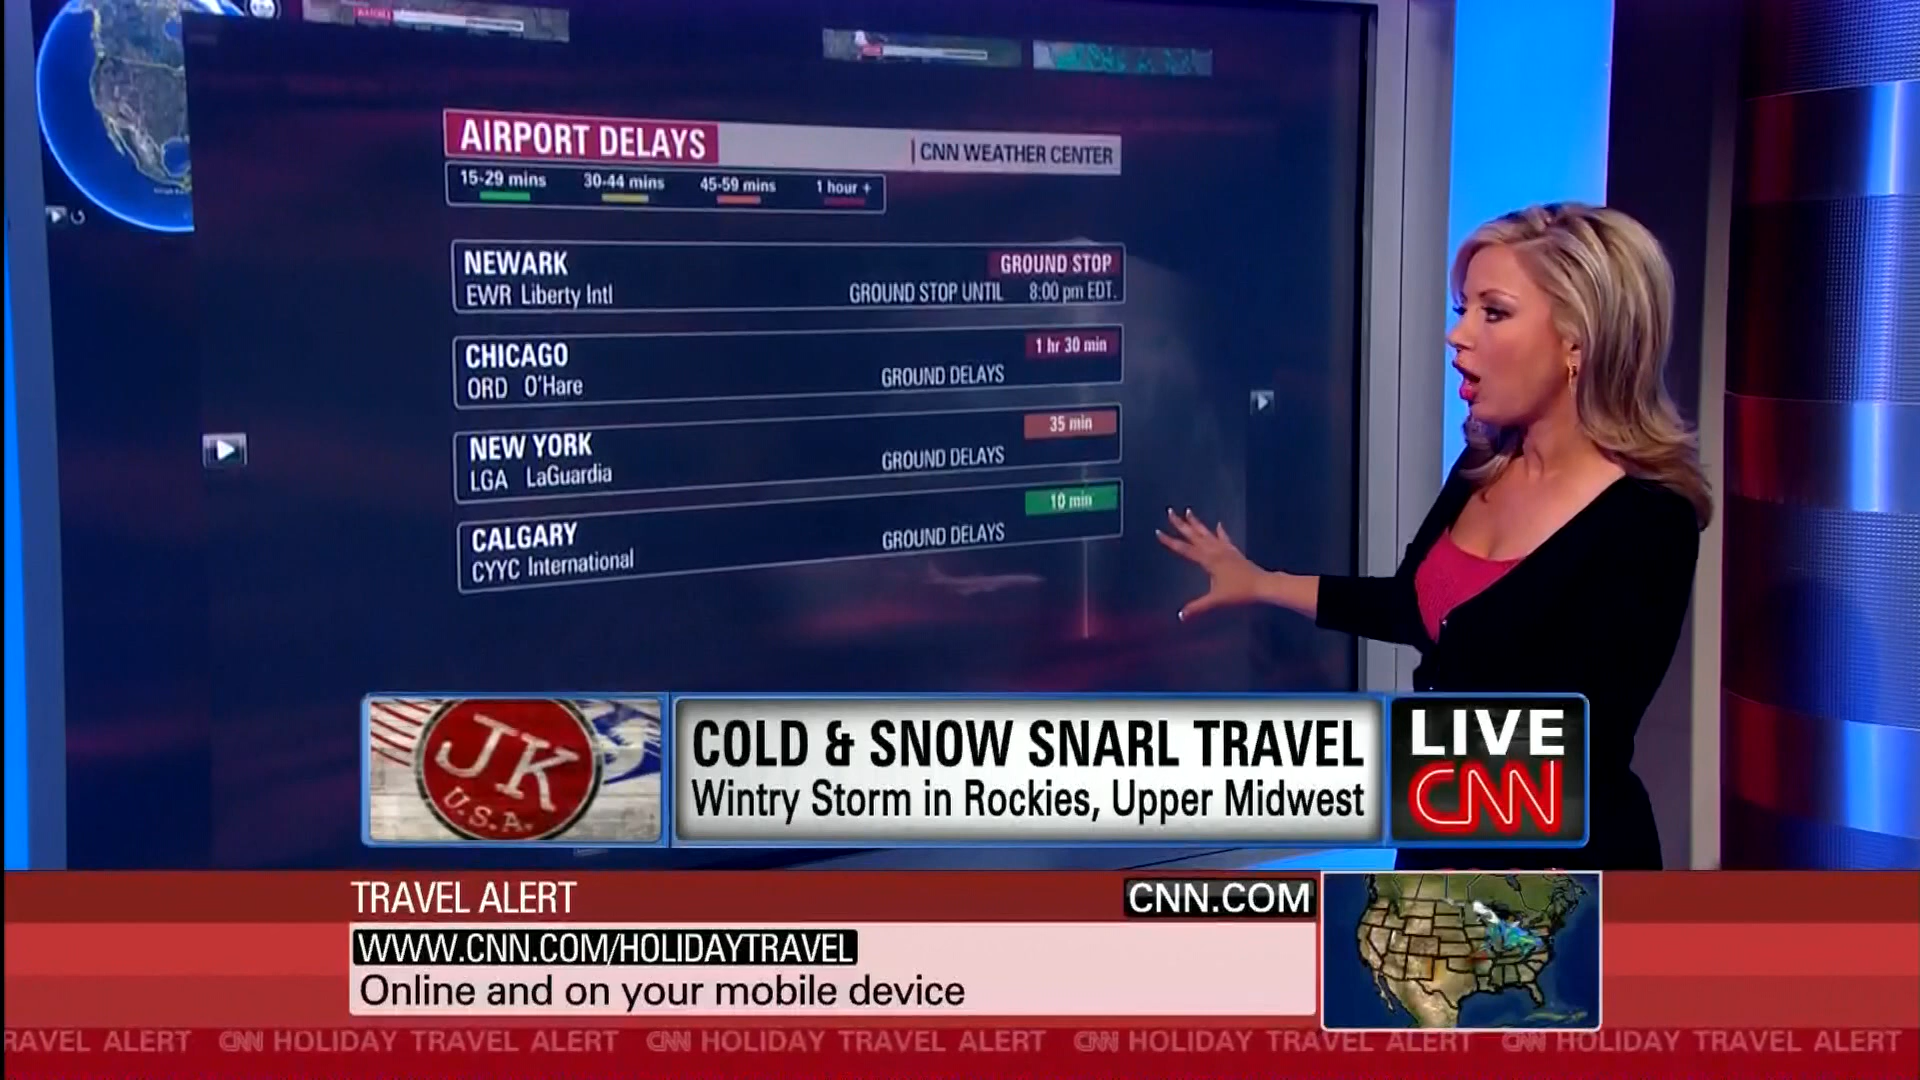 AIRPORT DELAYS
| CNN WEATHER CENTER
15-29 mins 30-44 mins 45-59 mins 1 hour +
NEWARK GROUND STOP
EWR Liberty Intl GROUND STOP UNTIL 8:00 pm EDT.
CHICAGO 1 hr 30 min
ORD O'Hare GROUND DELAYS
NEW YORK 35 min
LGA LaGuardia GROUND DELAYS
CALGARY 10 min
CYYC International GROUND DELAYS
JK
U.S.A.
COLD & SNOW SNARL TRAVEL
Wintry Storm in Rockies, Upper Midwest
LIVE
CNN
TRAVEL ALERT
CNN.COM
WWW.CNN.COM/HOLIDAYTRAVEL
Online and on your mobile device
RAVEL ALERT CNN HOLIDAY TRAVEL ALERT CNN HOLIDAY TRAVEL ALERT CNN HOLIDAY TRAVEL ALERT CNN HOLIDAY TRAVEL ALERT